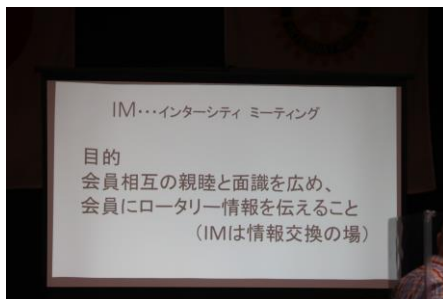 IM・・・インターシティ ミーティング
目的
会員相互の親睦と面識を広め、
会員にロータリー情報を伝えること
（IMは情報交換の場）